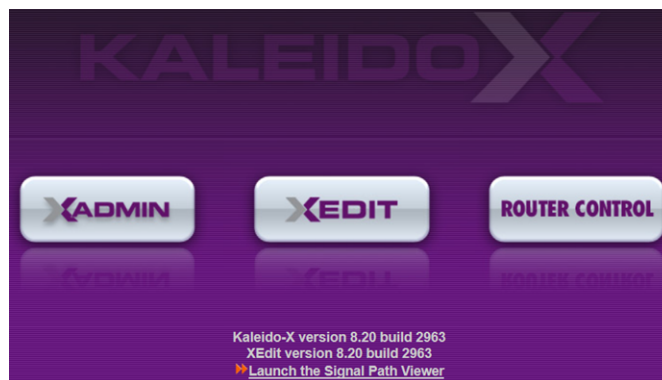 KALEIDO X
XADMIN
XEDIT
ROUTER CONTROL
Kaleido-X version 8.20 build 2963
XEdit version 8.20 build 2963
Launch the Signal Path Viewer